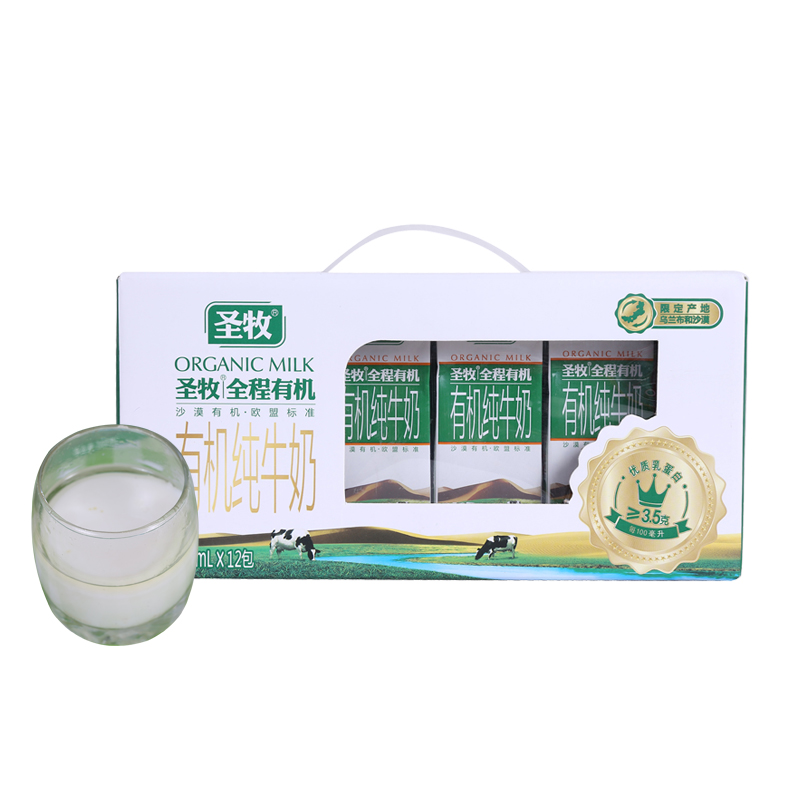 圣牧®
ORGANIC MILK
圣牧®全程有机
沙漠有机·欧盟标准
有机纯牛奶
mL X 12包
限定产地
乌兰布和沙漠
ORGANIC MILK
圣牧 全程有机
有机纯牛奶
漠有机·欧盟标准
ORGANIC MILK
圣牧 全程有机
有机纯牛奶
沙漠有机·欧盟标准
ORGANIC MILK
圣牧 全程有机
有机纯牛奶
优质乳蛋白
≥3.5克
每100毫升